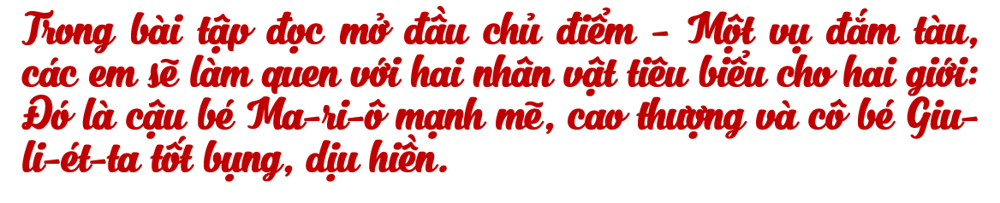 Trong bài tập đọc mở đầu chủ điểm - Một vụ đắm tàu,
các em sẽ làm quen với hai nhân vật tiêu biểu cho hai giới:
Đó là cậu bé Ma-ri-ô mạnh mẽ, cao thượng và cô bé Giu-
li-ét-ta tốt bụng, dịu hiền.